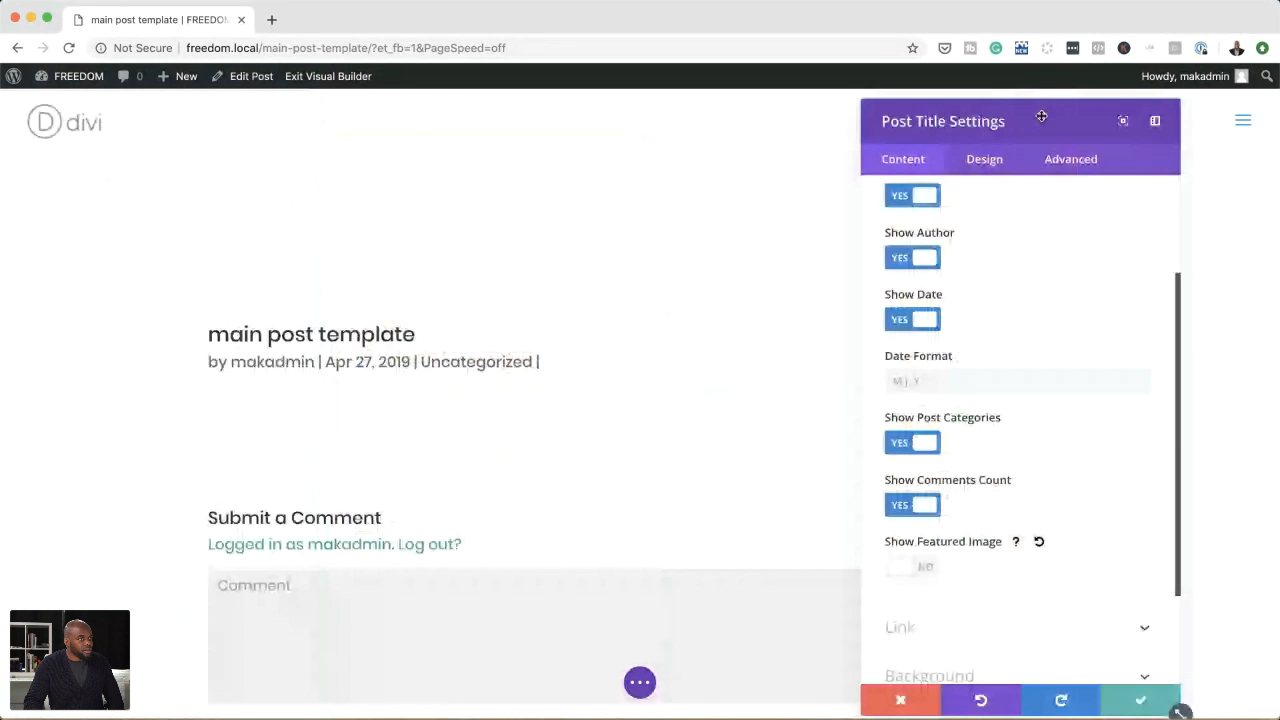 main post template | FREEDO
Not Secure | freedom.local/main-post-template/?et_fb=1&PageSpeed=off
FREEDOM 0 New Edit Post Exit Visual Builder Howdy, makadmin
D divi
Post Title Settings
Content Design Advanced
YES
Show Author
YES
Show Date
YES
main post template
by makadmin | Apr 27, 2019 | Uncategorized |
Date Format
M j, Y
Show Post Categories
YES
Show Comments Count
YES
Submit a Comment
Logged in as makadmin. Log out?
Show Featured Image ?
NO
Comment
Link
Background